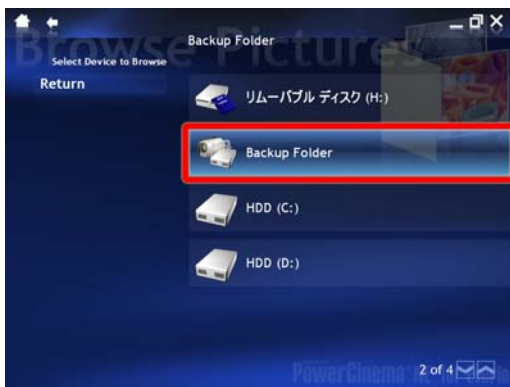 Browse Pictures
Backup Folder
Select Device to Browse
Return
リムーバブル ディスク (H:)
Backup Folder
HDD (C:)
HDD (D:)
PowerCinema
2 of 4